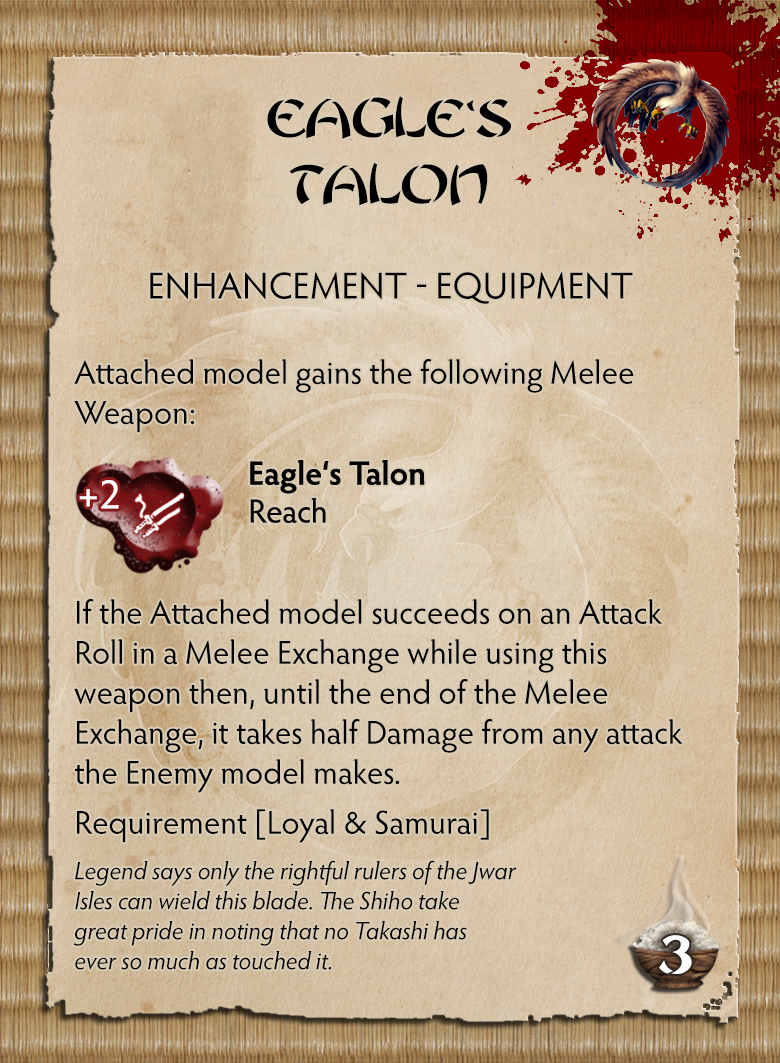 EAGLE'S
TALON
ENHANCEMENT - EQUIPMENT
Attached model gains the following Melee
Weapon:
+2
Eagle's Talon
Reach
If the Attached model succeeds on an Attack
Roll in a Melee Exchange while using this
weapon then, until the end of the Melee
Exchange, it takes half Damage from any attack
the Enemy model makes.
Requirement [Loyal & Samurai]
Legend says only the rightful rulers of the Jwar
Isles can wield this blade. The Shiho take
great pride in noting that no Takashi has
ever so much as touched it.
3